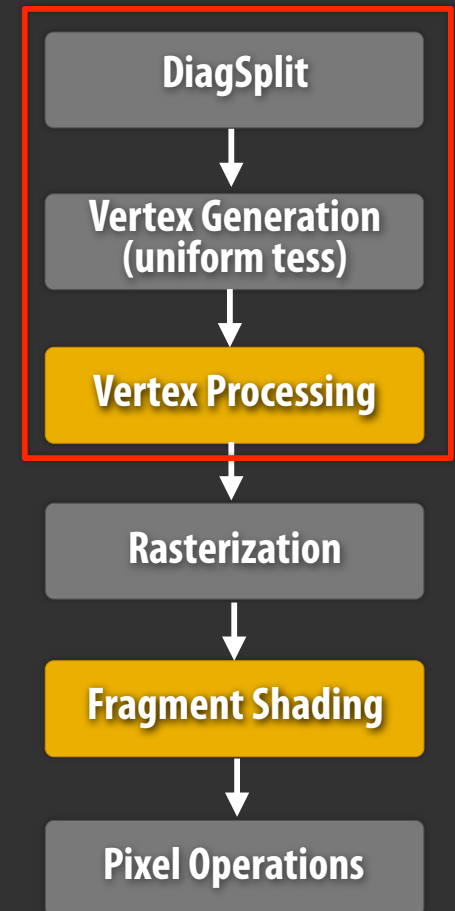 DiagSplit
Vertex Generation
(uniform tess)
Vertex Processing
Rasterization
Fragment Shading
Pixel Operations